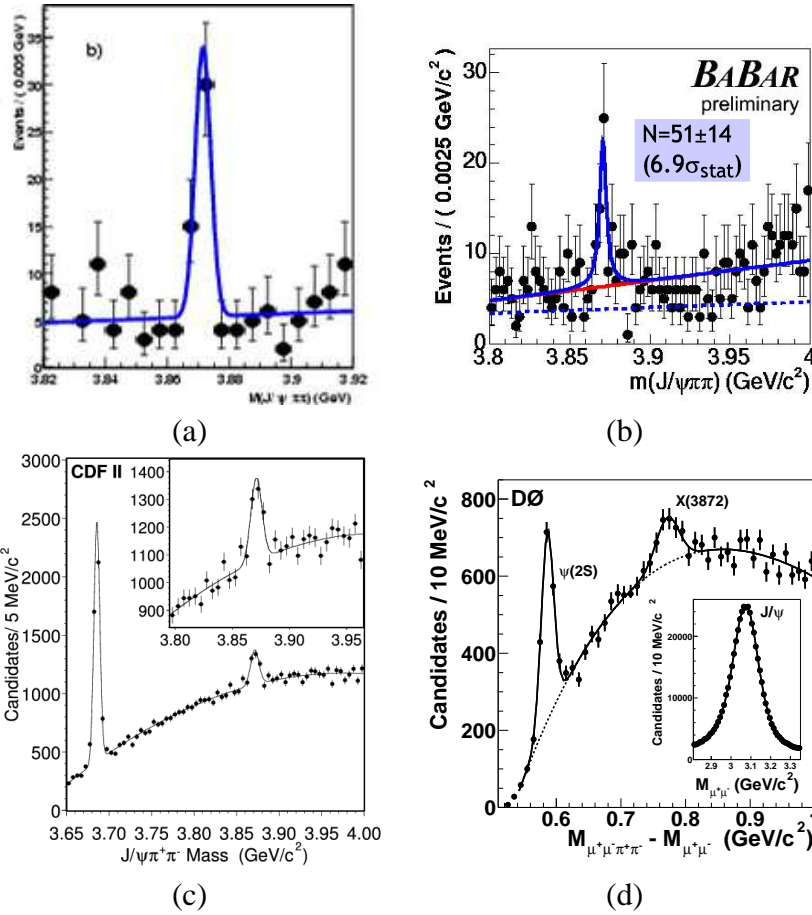 b)
Events / ( 0.005 GeV )
35
30
25
20
15
10
5
0
3.82 3.84 3.86 3.88 3.9 3.92
M(J/ψ ππ) (GeV)
(a)
BABAR
preliminary
N=51±14
(6.9σstat)
Events / ( 0.0025 GeV/c²)
30
20
10
0
3.8 3.85 3.9 3.95 4
m(J/ψππ) (GeV/c²)
(b)
CDF II
Candidates/ 5 MeV/c²
3000
2500
2000
1500
1000
500
0
3.65 3.70 3.75 3.80 3.85 3.90 3.95 4.00
J/ψπ⁺π⁻ Mass (GeV/c²)
1400
1300
1200
1100
1000
900
3.80 3.85 3.90 3.95
(c)
DØ
X(3872)
ψ(2S)
Candidates / 10 MeV/c²
800
600
400
200
0
0.6 0.7 0.8 0.9 1
M μ⁺μ⁻π⁺π⁻ - M μ⁺μ⁻ (GeV/c²)
J/ψ
Candidates / 10 MeV/c²
20000
10000
0
2.9 3 3.1 3.2 3.3
M μ⁺μ⁻ (GeV/c²)
(d)